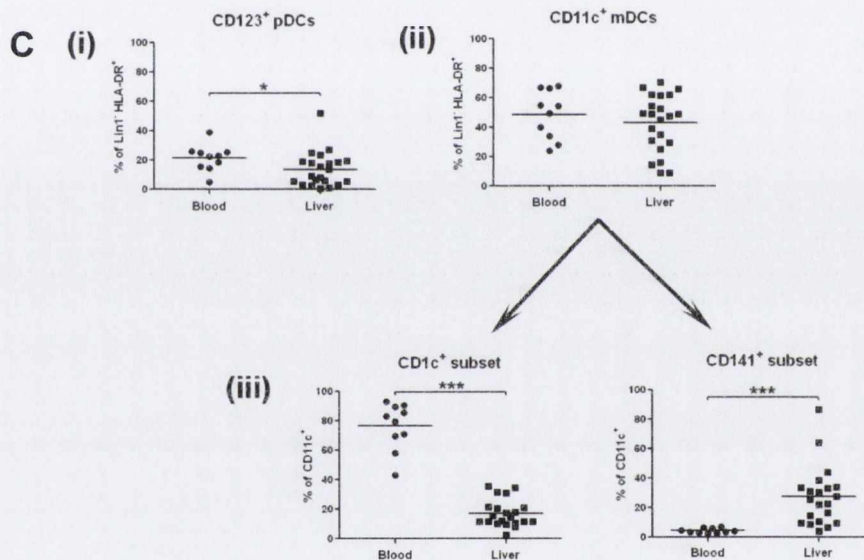 C
(i)
CD123⁺ pDCs
% of Lin1⁻ HLA-DR⁺
100
80
60
40
20
0
*
Blood
Liver
(ii)
CD11c⁺ mDCs
% of Lin1⁻ HLA-DR⁺
100
80
60
40
20
0
Blood
Liver
(iii)
CD1c⁺ subset
% of CD11c⁺
100
80
60
40
20
0
***
Blood
Liver
CD141⁺ subset
% of CD11c⁺
100
80
60
40
20
0
***
Blood
Liver